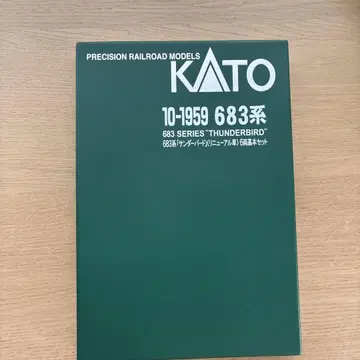 PRECISION RAILROAD MODELS
KATO
10-1959 683系
683 SERIES "THUNDERBIRD"
683系「サンダーバード」(リニューアル車) 6両基本セット